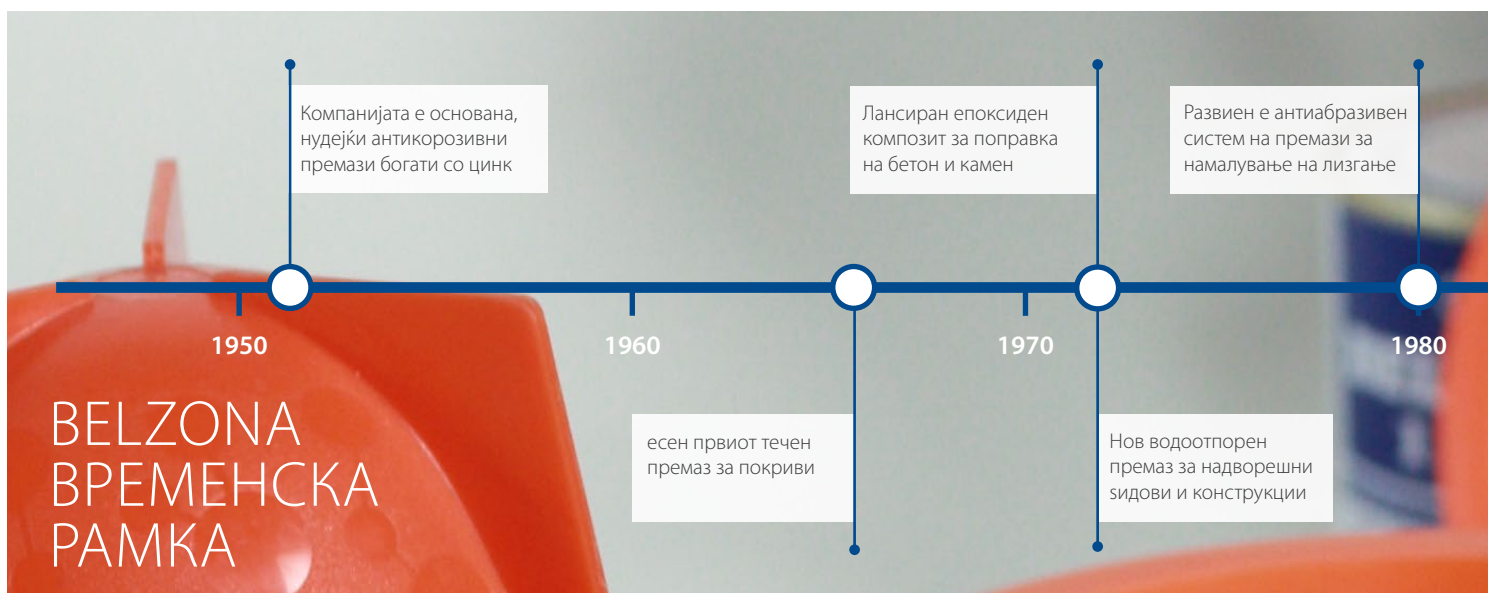 Компанијата е основана,
нудејќи антикорозивни
премази богати со цинк
Лансиран епоксиден
композит за поправка
на бетон и камен
Развиен е антиабразивен
систем на премази за
намалување на лизгање
1950
1960
1970
1980
BELZONA
ВРЕМЕНСКА
РАМКА
есен првиот течен
премаз за покриви
Нов водоотпорен
премаз за надворешни
ѕидови и конструкции